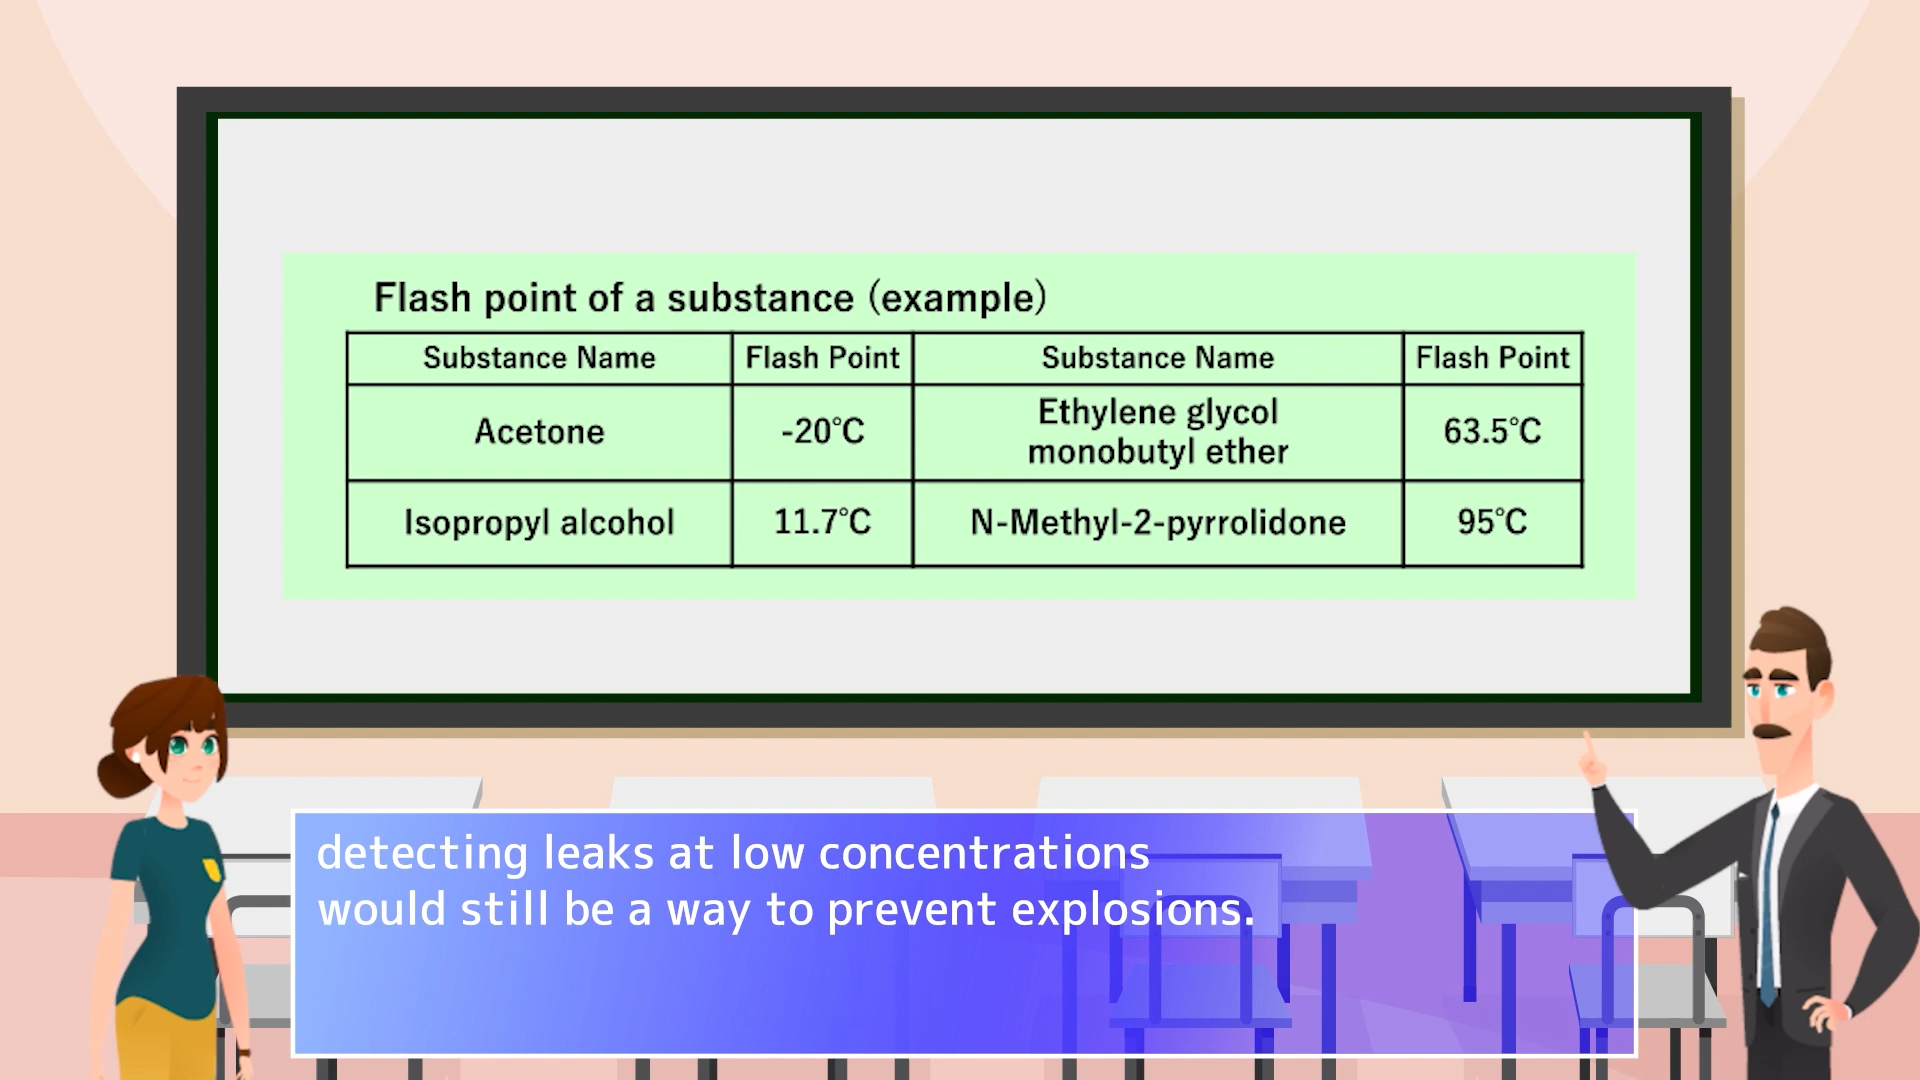 Flash point of a substance (example)
Substance Name Flash Point Substance Name Flash Point
Acetone -20℃ Ethylene glycol
monobutyl ether 63.5℃
Isopropyl alcohol 11.7℃ N-Methyl-2-pyrrolidone 95℃
detecting leaks at low concentrations
would still be a way to prevent explosions.